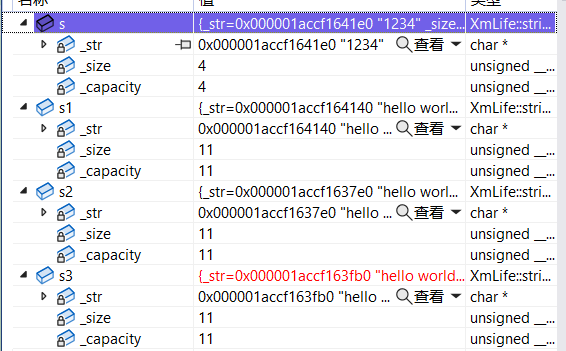 名称 值 类型
s {_str=0x000001accf1641e0 "1234" _size... XmLife::stri...
_str 0x000001accf1641e0 "1234" 查看 char *
_size 4 unsigned __...
_capacity 4 unsigned __...
s1 {_str=0x000001accf164140 "hello worl... XmLife::stri...
_str 0x000001accf164140 "hello ... 查看 char *
_size 11 unsigned __...
_capacity 11 unsigned __...
s2 {_str=0x000001accf1637e0 "hello worl... XmLife::stri...
_str 0x000001accf1637e0 "hello ... 查看 char *
_size 11 unsigned __...
_capacity 11 unsigned __...
s3 {_str=0x000001accf163fb0 "hello world... XmLife::stri...
_str 0x000001accf163fb0 "hello ... 查看 char *
_size 11 unsigned __...
_capacity 11 unsigned __...